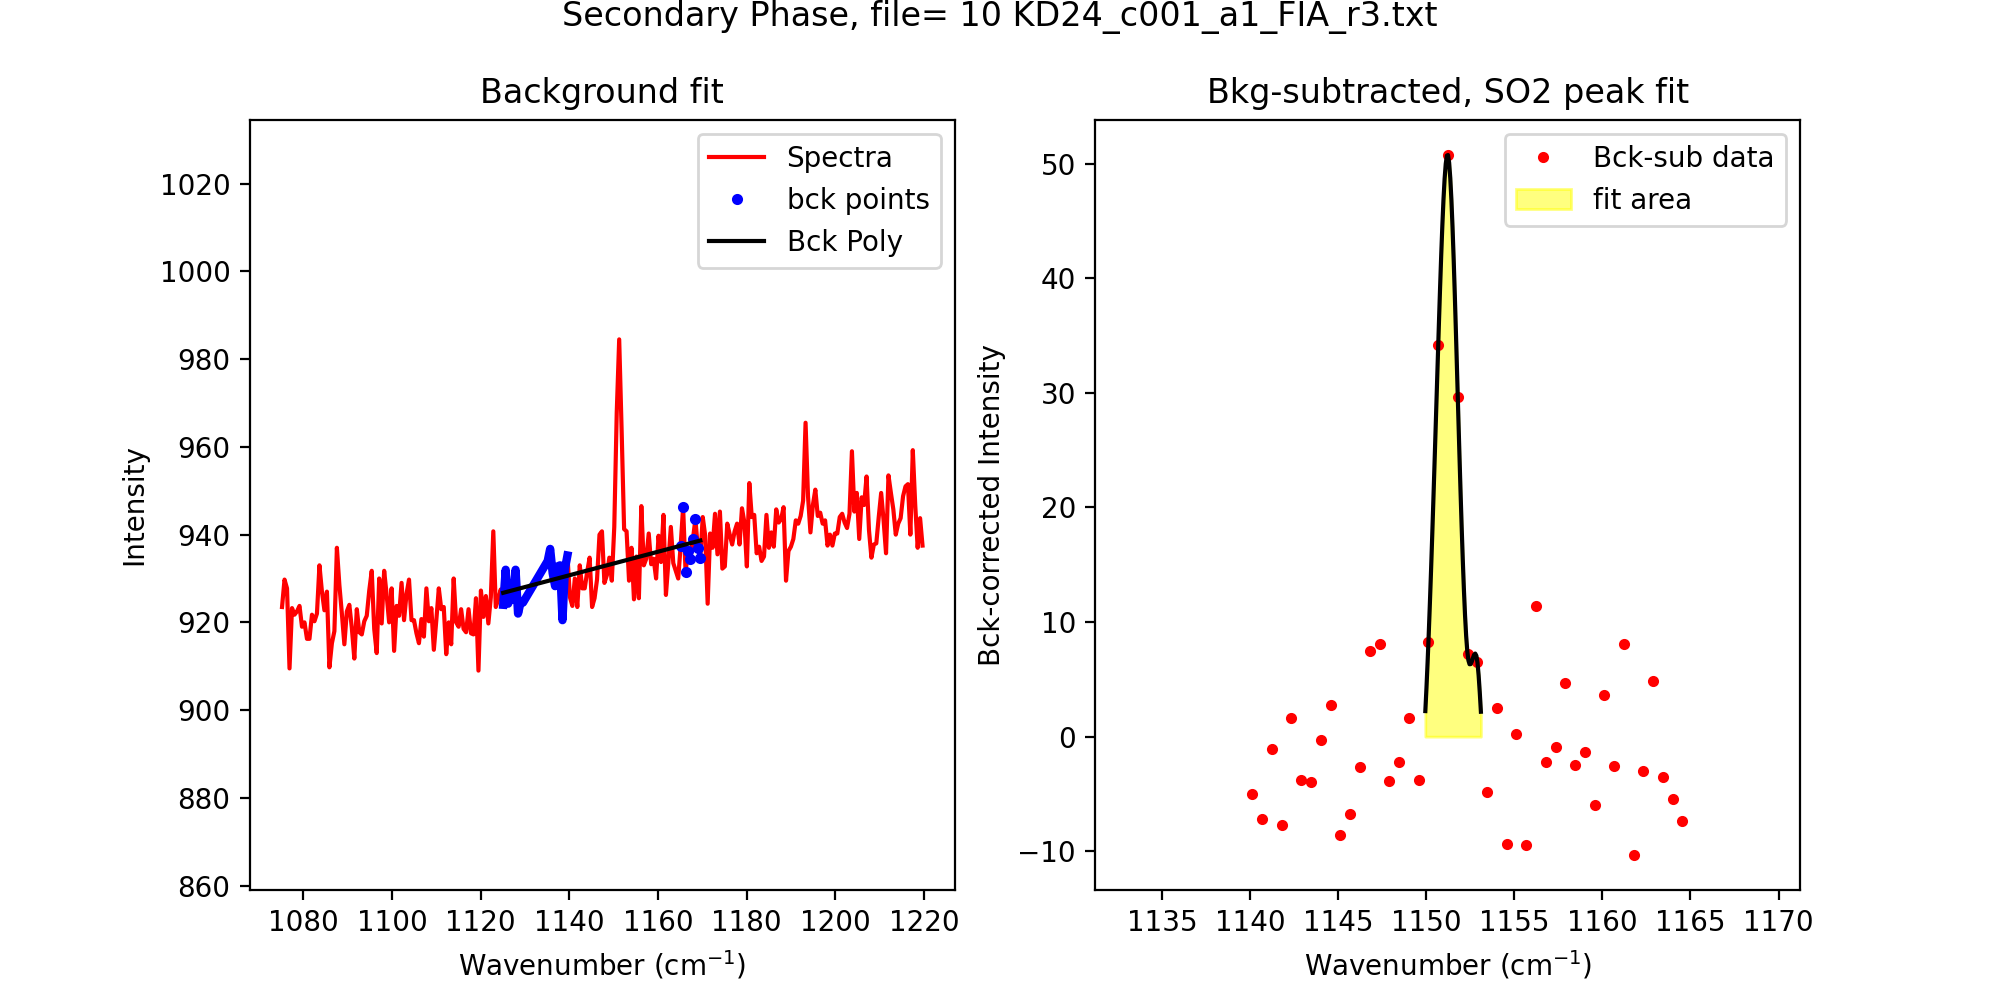 Secondary Phase, file= 10 KD24_c001_a1_FIA_r3.txt
Background fit
Intensity
1020
1000
980
960
940
920
900
880
860
Spectra
bck points
Bck Poly
1080 1100 1120 1140 1160 1180 1200 1220
Wavenumber (cm⁻¹)
Bkg-subtracted, SO2 peak fit
Bck-corrected Intensity
50
40
30
20
10
0
−10
Bck-sub data
fit area
1135 1140 1145 1150 1155 1160 1165 1170
Wavenumber (cm⁻¹)